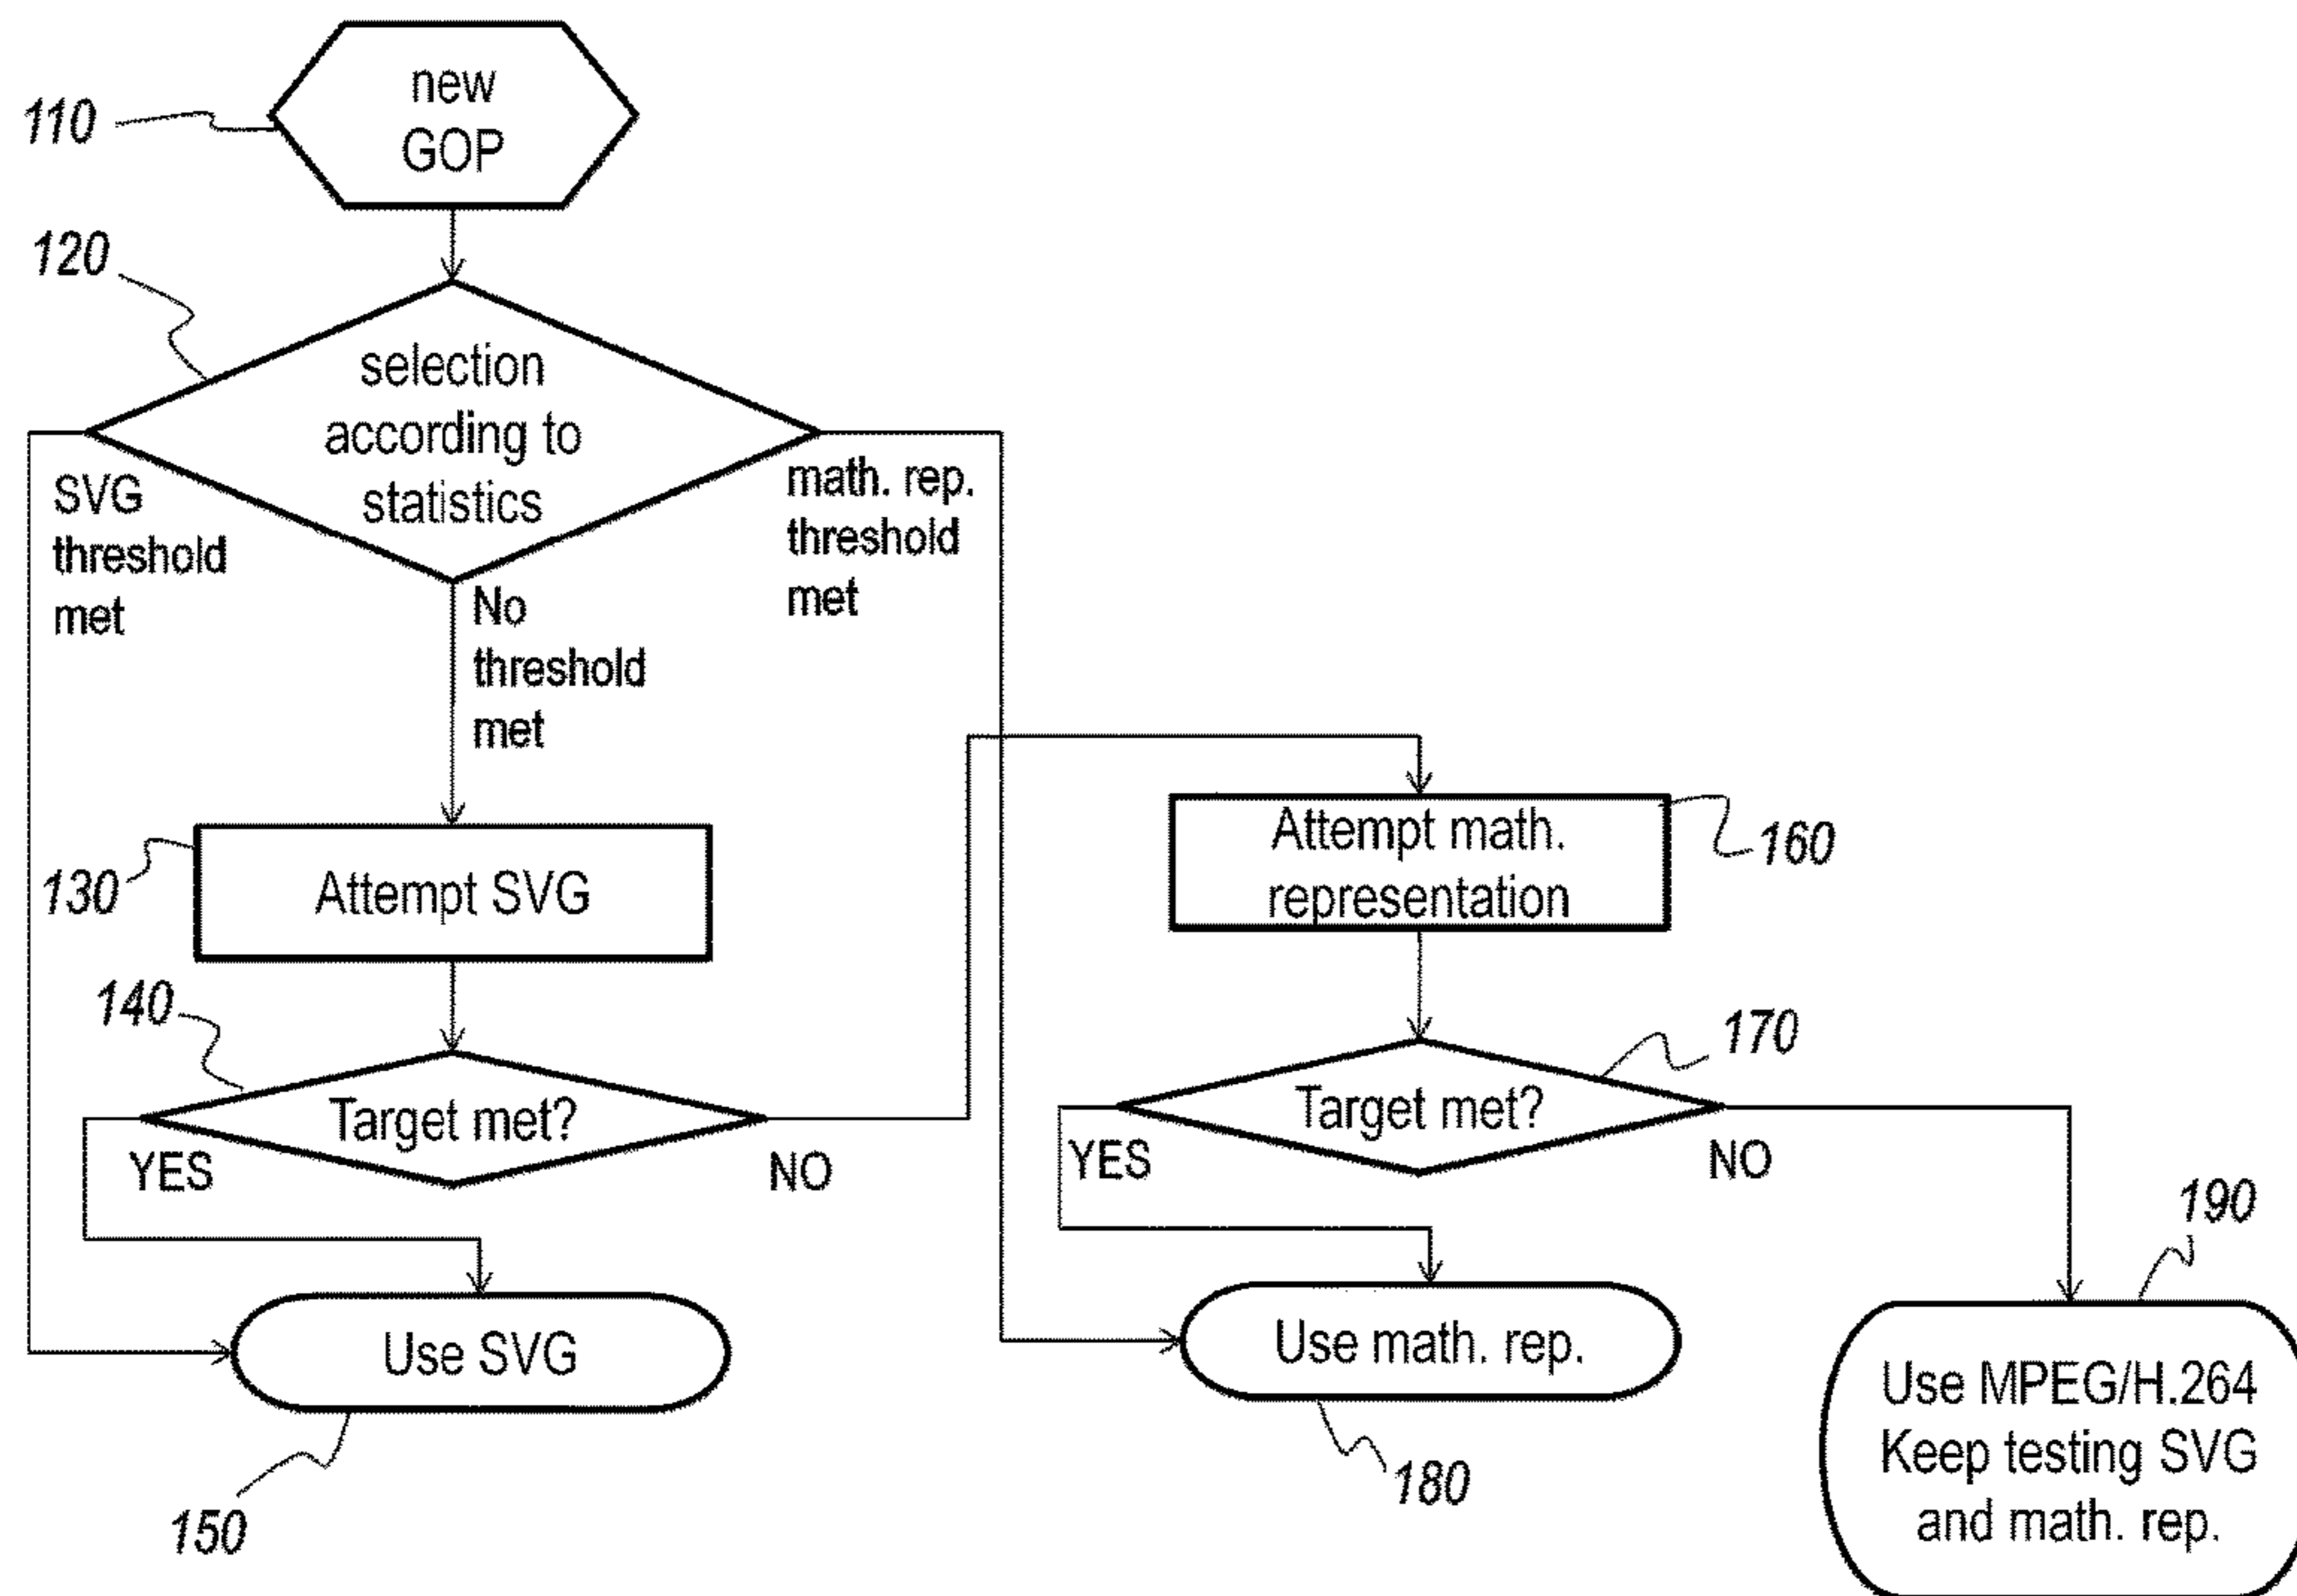 new
GOP
110
120
selection
according to
statistics
SVG
threshold
met
No
threshold
met
math. rep.
threshold
met
130
Attempt SVG
Attempt math.
representation
160
140
Target met?
YES
NO
170
Target met?
YES
NO
190
Use SVG
150
Use math. rep.
180
Use MPEG/H.264
Keep testing SVG
and math. rep.